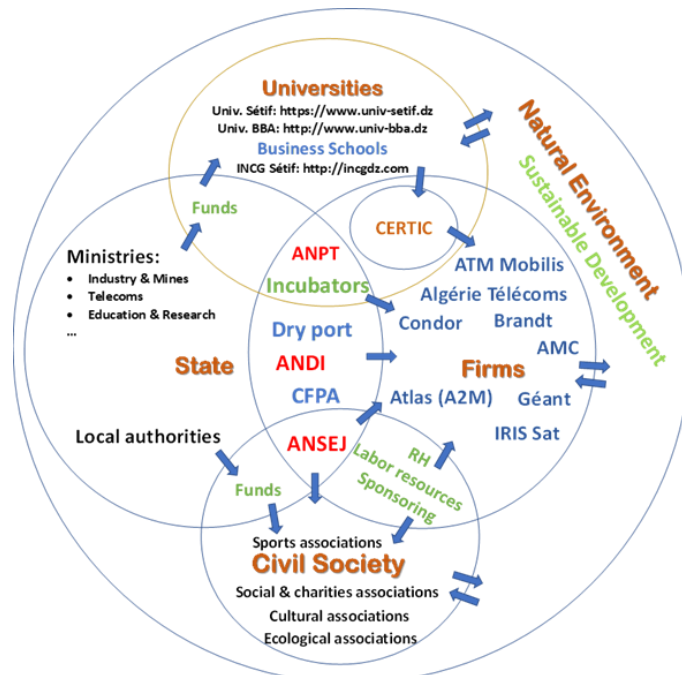 Universities
Univ. Sétif: https://www.univ-setif.dz
Univ. BBA: http://www.univ-bba.dz
Business Schools
INCG Sétif: http://incgdz.com
Natural Environment
Sustainable Development
Funds
CERTIC
Ministries:
• Industry & Mines
• Telecoms
• Education & Research
...
ANPT
Incubators
ATM Mobilis
Algérie Télécoms
Condor
Brandt
AMC
Dry port
State
ANDI
Firms
CFPA
Atlas (A2M)
Géant
IRIS Sat
Local authorities
ANSEJ
RH
Labor resources
Sponsoring
Funds
Sports associations
Civil Society
Social & charities associations
Cultural associations
Ecological associations